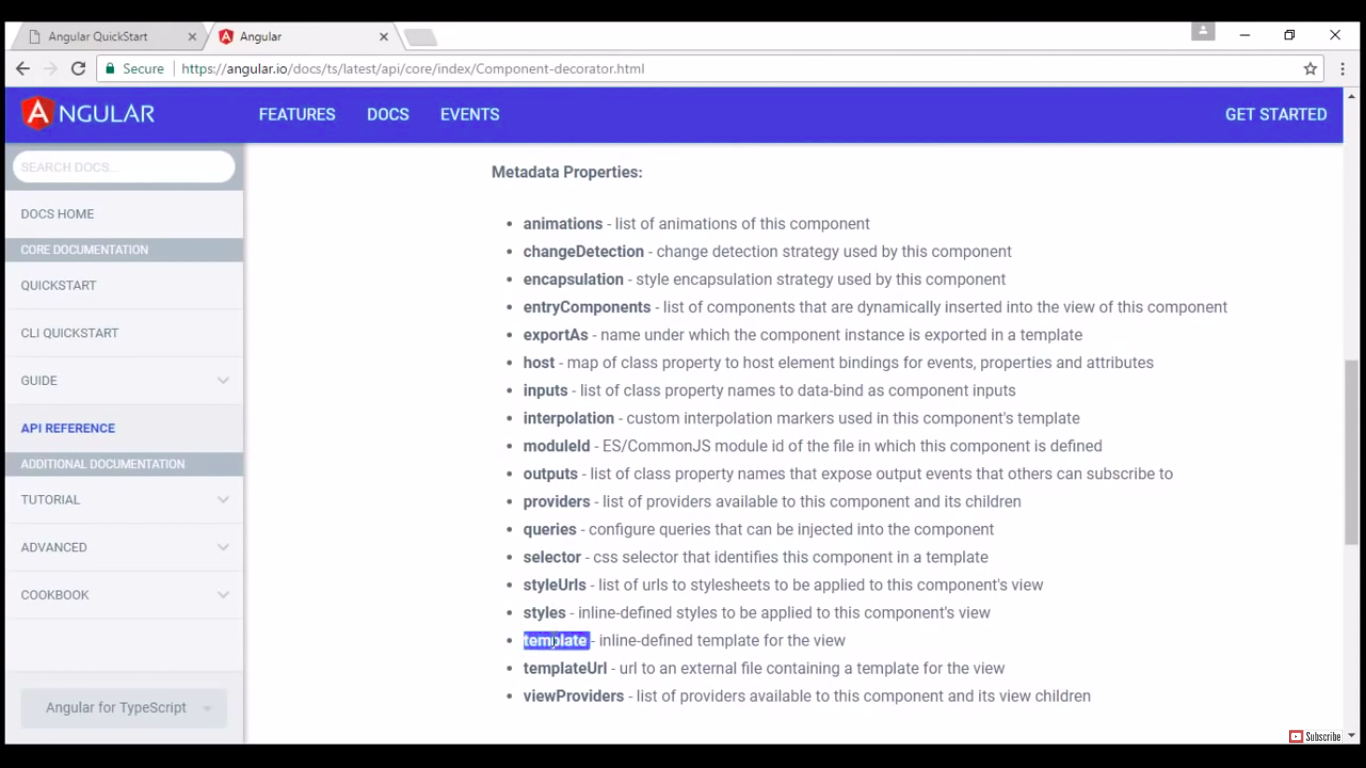 Angular QuickStart
Angular
Secure
https://angular.io/docs/ts/latest/api/core/index/Component-decorator.html
ANGULAR
FEATURES
DOCS
EVENTS
GET STARTED
SEARCH DOCS...
DOCS HOME
CORE DOCUMENTATION
QUICKSTART
CLI QUICKSTART
GUIDE
API REFERENCE
ADDITIONAL DOCUMENTATION
TUTORIAL
ADVANCED
COOKBOOK
Angular for TypeScript
Metadata Properties:
• animations - list of animations of this component
• changeDetection - change detection strategy used by this component
• encapsulation - style encapsulation strategy used by this component
• entryComponents - list of components that are dynamically inserted into the view of this component
• exportAs - name under which the component instance is exported in a template
• host - map of class property to host element bindings for events, properties and attributes
• inputs - list of class property names to data-bind as component inputs
• interpolation - custom interpolation markers used in this component's template
• moduleId - ES/CommonJS module id of the file in which this component is defined
• outputs - list of class property names that expose output events that others can subscribe to
• providers - list of providers available to this component and its children
• queries - configure queries that can be injected into the component
• selector - css selector that identifies this component in a template
• styleUrls - list of urls to stylesheets to be applied to this component's view
• styles - inline-defined styles to be applied to this component's view
• template - inline-defined template for the view
• templateUrl - url to an external file containing a template for the view
• viewProviders - list of providers available to this component and its view children
Subscribe